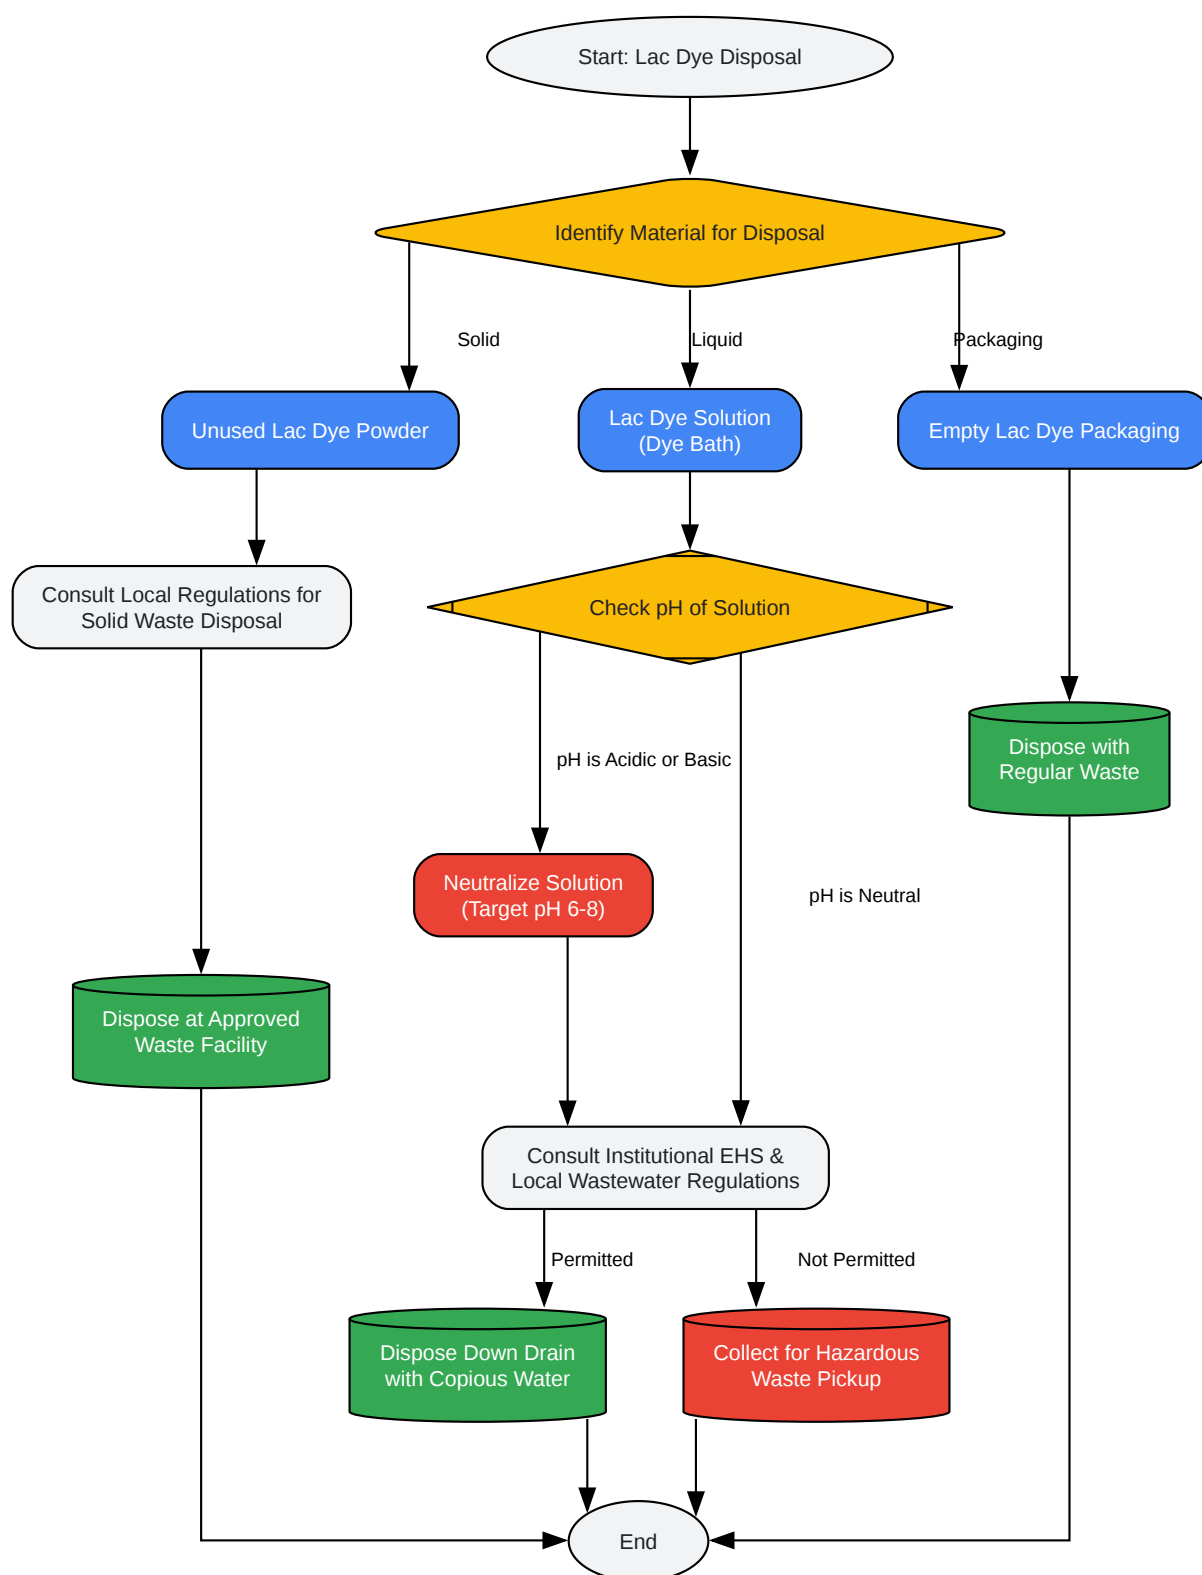 Start: Lac Dye Disposal
Identify Material for Disposal
Solid
Liquid
Packaging
Unused Lac Dye Powder
Lac Dye Solution
(Dye Bath)
Empty Lac Dye Packaging
Consult Local Regulations for
Solid Waste Disposal
Check pH of Solution
Dispose with
Regular Waste
pH is Acidic or Basic
Neutralize Solution
(Target pH 6-8)
pH is Neutral
Dispose at Approved
Waste Facility
Consult Institutional EHS &
Local Wastewater Regulations
Permitted
Not Permitted
Dispose Down Drain
with Copious Water
Collect for Hazardous
Waste Pickup
End